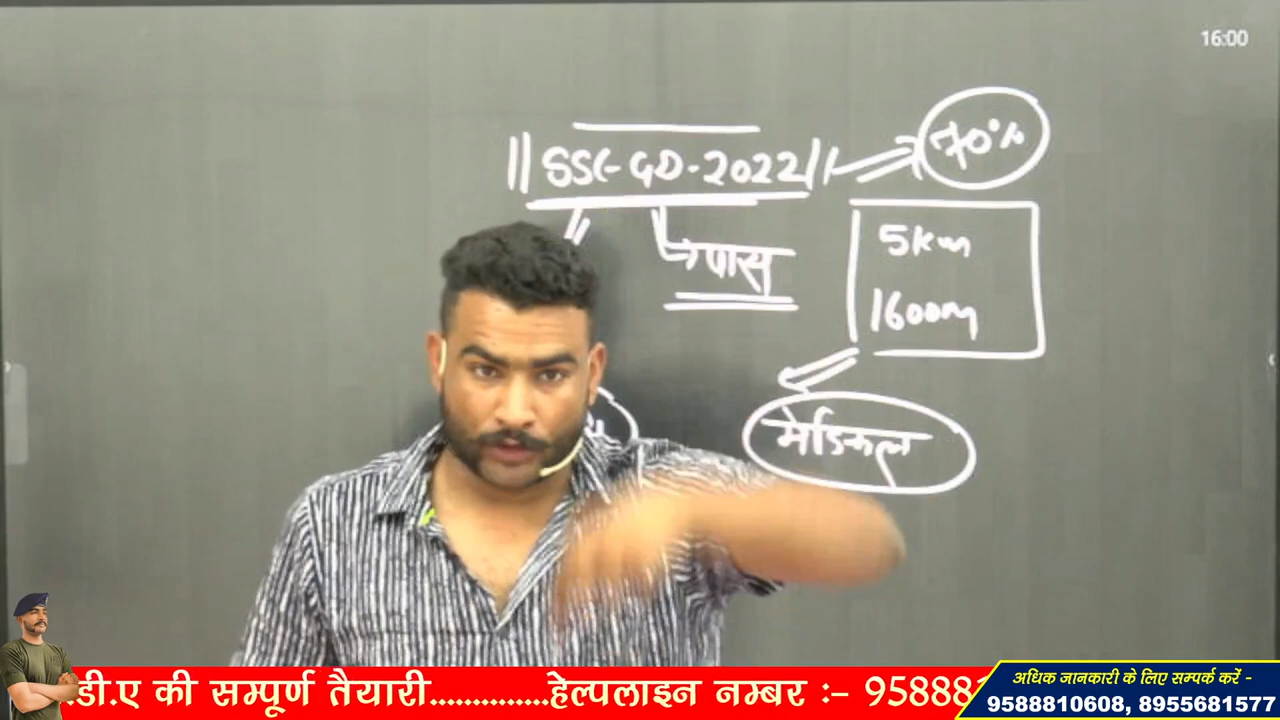 16:00
|| SSC-GD-2022 ||
70%
पास
5km
1600m
मेडिकल
.डी.ए की सम्पूर्ण तैयारी..............हेल्पलाइन नम्बर :- 95888
अधिक जानकारी के लिए सम्पर्क करें -
9588810608, 8955681577